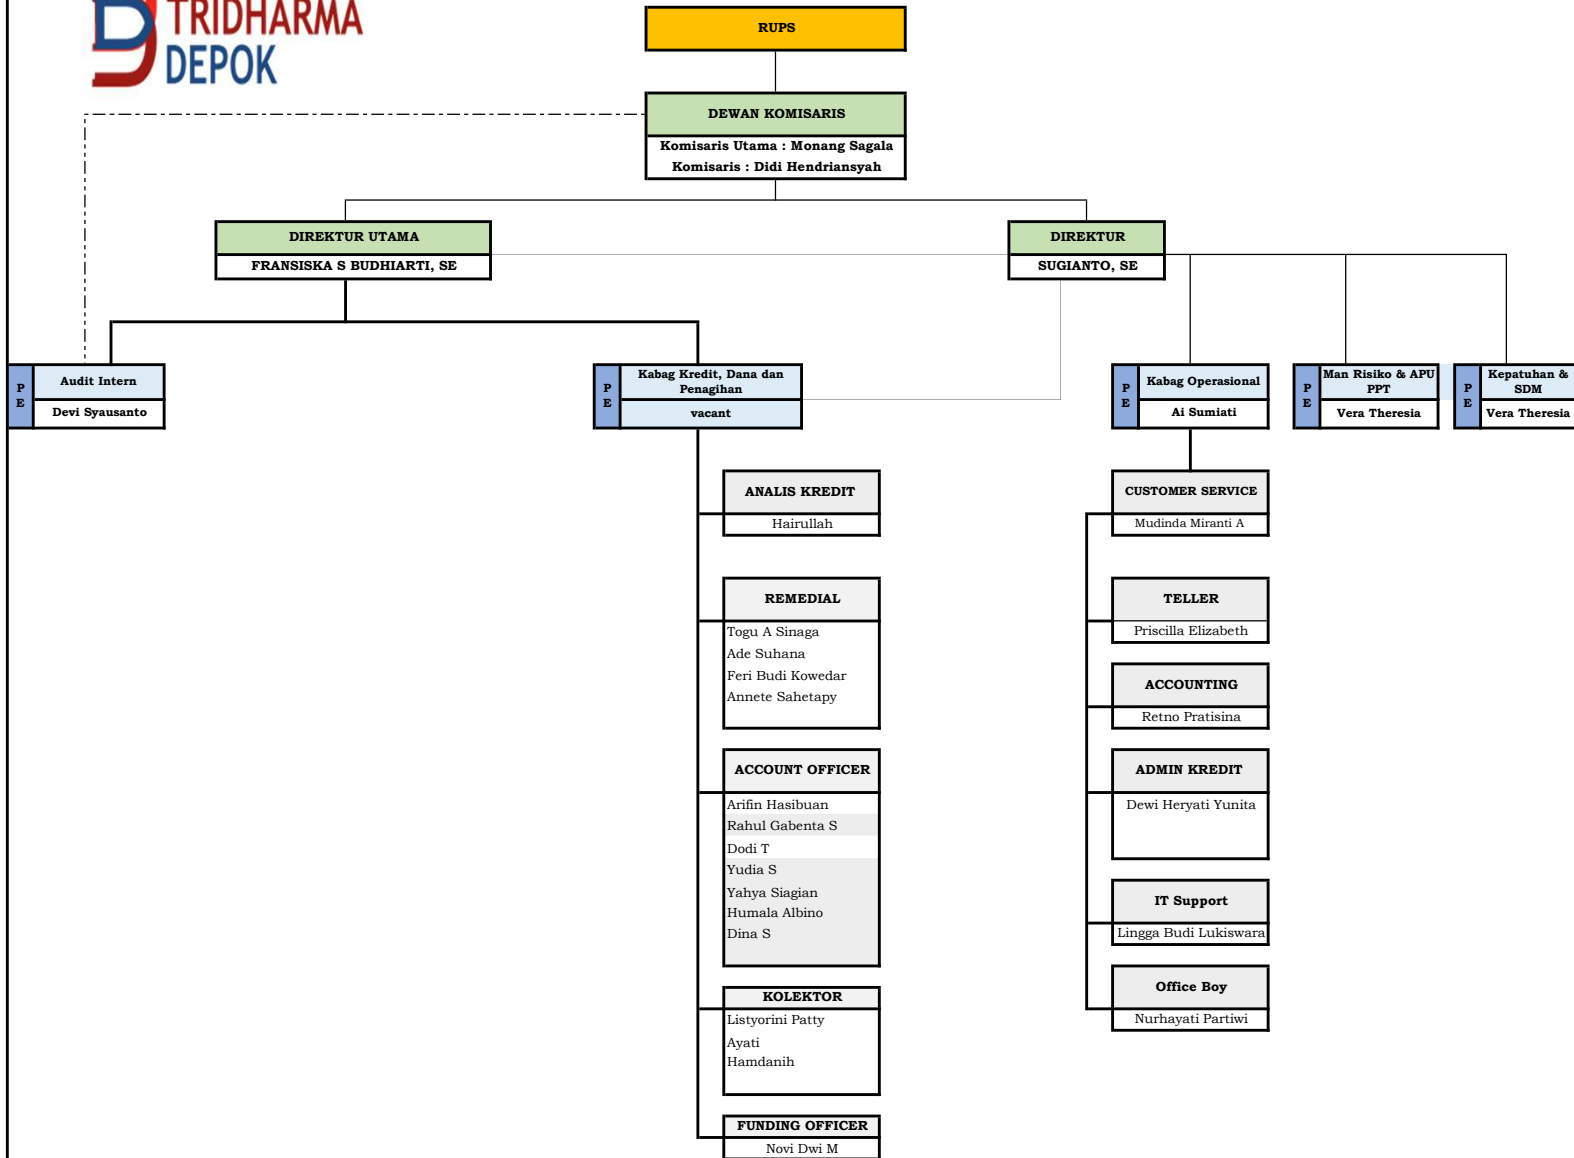 TRIDHARMA
DEPOK
RUPS
DEWAN KOMISARIS
Komisaris Utama : Monang Sagala
Komisaris : Didi Hendriansyah
DIREKTUR UTAMA
FRANSISKA S BUDHIARTI, SE
DIREKTUR
SUGIANTO, SE
P
E
Audit Intern
Devi Syausanto
P
E
Kabag Kredit, Dana dan
Penagihan
vacant
P
E
Kabag Operasional
Ai Sumiati
P
E
Man Risiko & APU
PPT
Vera Theresia
P
E
Kepatuhan &
SDM
Vera Theresia
ANALIS KREDIT
Hairullah
REMEDIAL
Togu A Sinaga
Ade Suhana
Feri Budi Kowedar
Annete Sahetapy
ACCOUNT OFFICER
Arifin Hasibuan
Rahul Gabenta S
Dodi T
Yudia S
Yahya Siagian
Humala Albino
Dina S
KOLEKTOR
Listyorini Patty
Ayati
Hamdanih
FUNDING OFFICER
Novi Dwi M
CUSTOMER SERVICE
Mudinda Miranti A
TELLER
Priscilla Elizabeth
ACCOUNTING
Retno Pratisina
ADMIN KREDIT
Dewi Heryati Yunita
IT Support
Lingga Budi Lukiswara
Office Boy
Nurhayati Partiwi